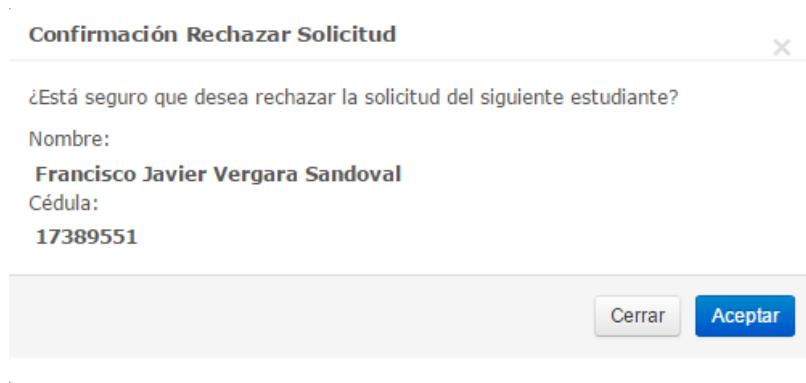 Confirmación Rechazar Solicitud
¿Está seguro que desea rechazar la solicitud del siguiente estudiante?
Nombre:
Francisco Javier Vergara Sandoval
Cédula:
17389551
Cerrar Aceptar